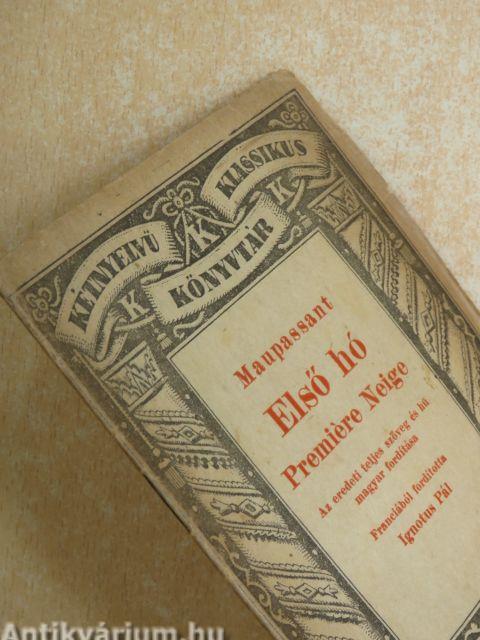 KÉTNYELVŰ
KLASSIKUS
K
K
K
KÖNYVTÁR
Maupassant
Első hó
Première Neige
Az eredeti teljes szöveg és hű
magyar fordítása
Franciából fordította
Ignotus Pál
Antikvárium.hu